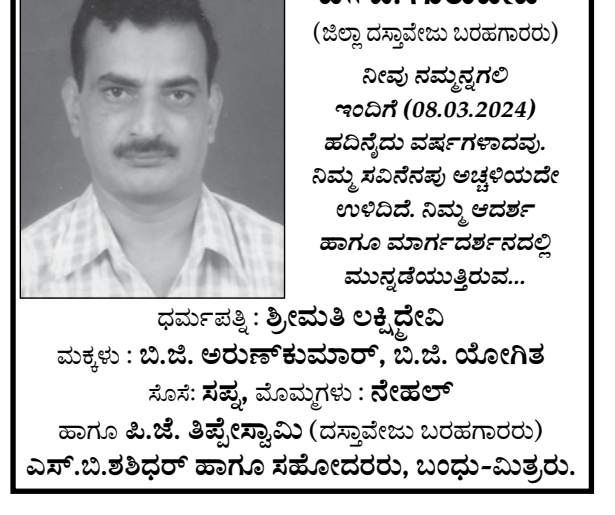 (ಜಿಲ್ಲಾ ದಸ್ತಾವೇಜು ಬರಹಗಾರರು)
ನೀವು ನಮ್ಮನ್ನಗಲಿ
ಇಂದಿಗೆ (08.03.2024)
ಹದಿನೈದು ವರ್ಷಗಳಾದವು.
ನಿಮ್ಮ ಸವಿನೆನಪು ಅಚ್ಚಳಿಯದೇ
ಉಳಿದಿದೆ. ನಿಮ್ಮ ಆದರ್ಶ
ಹಾಗೂ ಮಾರ್ಗದರ್ಶನದಲ್ಲಿ
ಮುನ್ನಡೆಯುತ್ತಿರುವ...
ಧರ್ಮಪತ್ನಿ : ಶ್ರೀಮತಿ ಲಕ್ಷ್ಮಿದೇವಿ
ಮಕ್ಕಳು : ಬಿ.ಜಿ. ಅರುಣ್‌ಕುಮಾರ್, ಬಿ.ಜಿ. ಯೋಗಿತ
ಸೊಸೆ: ಸಪ್ನ, ಮೊಮ್ಮಗಳು : ನೇಹಲ್
ಹಾಗೂ ಪಿ.ಜೆ. ತಿಪ್ಪೇಸ್ವಾಮಿ (ದಸ್ತಾವೇಜು ಬರಹಗಾರರು)
ಎಸ್.ಬಿ.ಶಶಿಧರ್ ಹಾಗೂ ಸಹೋದರರು, ಬಂಧು-ಮಿತ್ರರು.